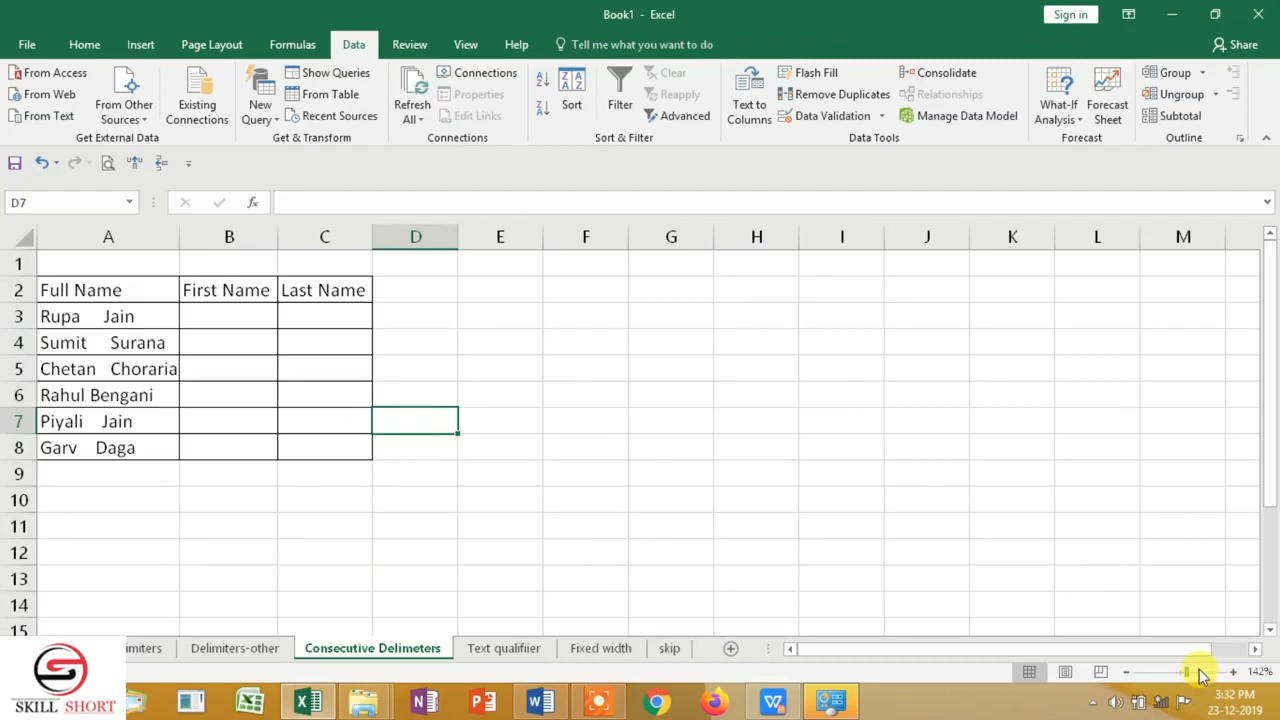 Book1 - Excel
Sign in
File Home Insert Page Layout Formulas Data Review View Help Tell me what you want to do Share
From Access
From Web
From Text
From Other Sources
Existing Connections
Get External Data
New Query
Show Queries
From Table
Recent Sources
Get & Transform
Refresh All
Connections
Properties
Edit Links
Connections
Sort
Filter
Clear
Reapply
Advanced
Sort & Filter
Text to Columns
Flash Fill
Remove Duplicates
Data Validation
Consolidate
Relationships
Manage Data Model
Data Tools
What-If Analysis
Forecast Sheet
Forecast
Group
Ungroup
Subtotal
Outline
D7 fx
A B C D E F G H I J K L M
1
2 Full Name First Name Last Name
3 Rupa Jain
4 Sumit Surana
5 Chetan Choraria
6 Rahul Bengani
7 Piyali Jain
8 Garv Daga
9
10
11
12
13
14
15
imiters Delimiters-other Consecutive Delimeters Text qualifiier Fixed width skip
142%
SKILL SHORT
3:32 PM
23-12-2019